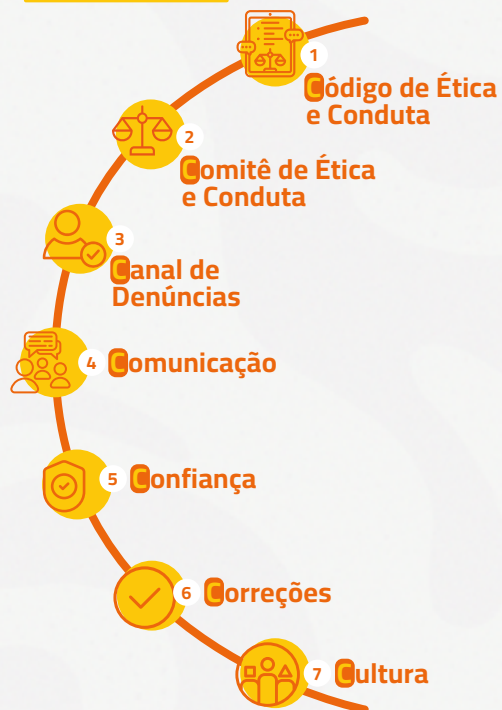 1
Código de Ética
e Conduta
2
Comitê de Ética
e Conduta
3
Canal de
Denúncias
4 Comunicação
5 Confiança
6 Correções
7 Cultura